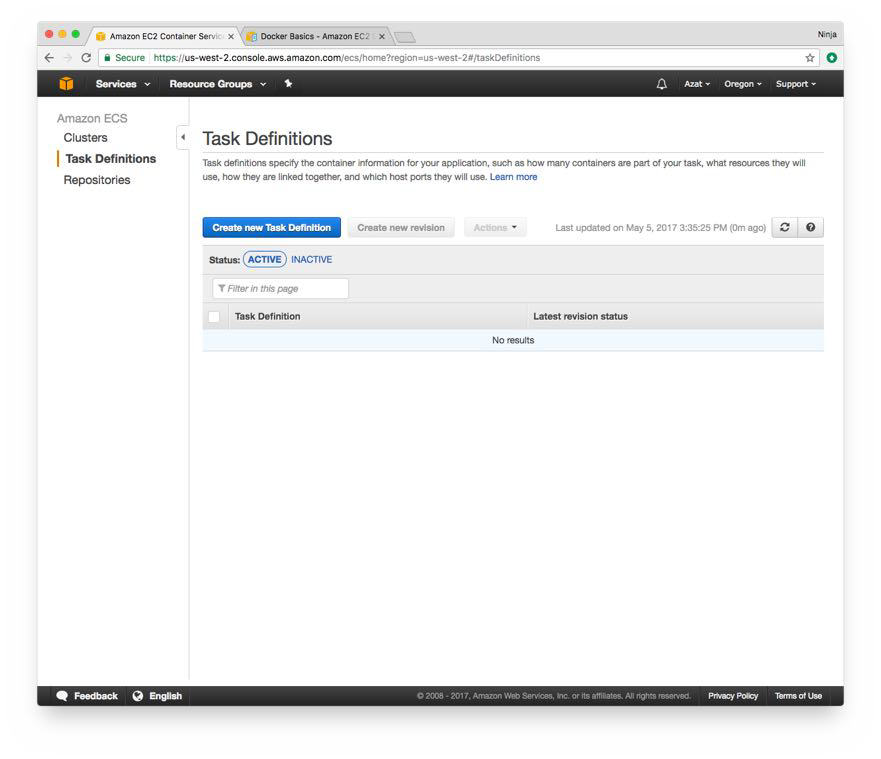 Amazon EC2 Container Servic
Docker Basics - Amazon EC2
Ninja
Secure https://us-west-2.console.aws.amazon.com/ecs/home?region=us-west-2#/taskDefinitions
Services Resource Groups Azat Oregon Support
Amazon ECS
Clusters
Task Definitions
Repositories
Task Definitions
Task definitions specify the container information for your application, such as how many containers are part of your task, what resources they will
use, how they are linked together, and which host ports they will use. Learn more
Create new Task Definition Create new revision Actions Last updated on May 5, 2017 3:35:25 PM (0m ago)
Status: ACTIVE INACTIVE
Filter in this page
Task Definition Latest revision status
No results
Feedback English © 2008 - 2017, Amazon Web Services, Inc. or its affiliates. All rights reserved. Privacy Policy Terms of Use